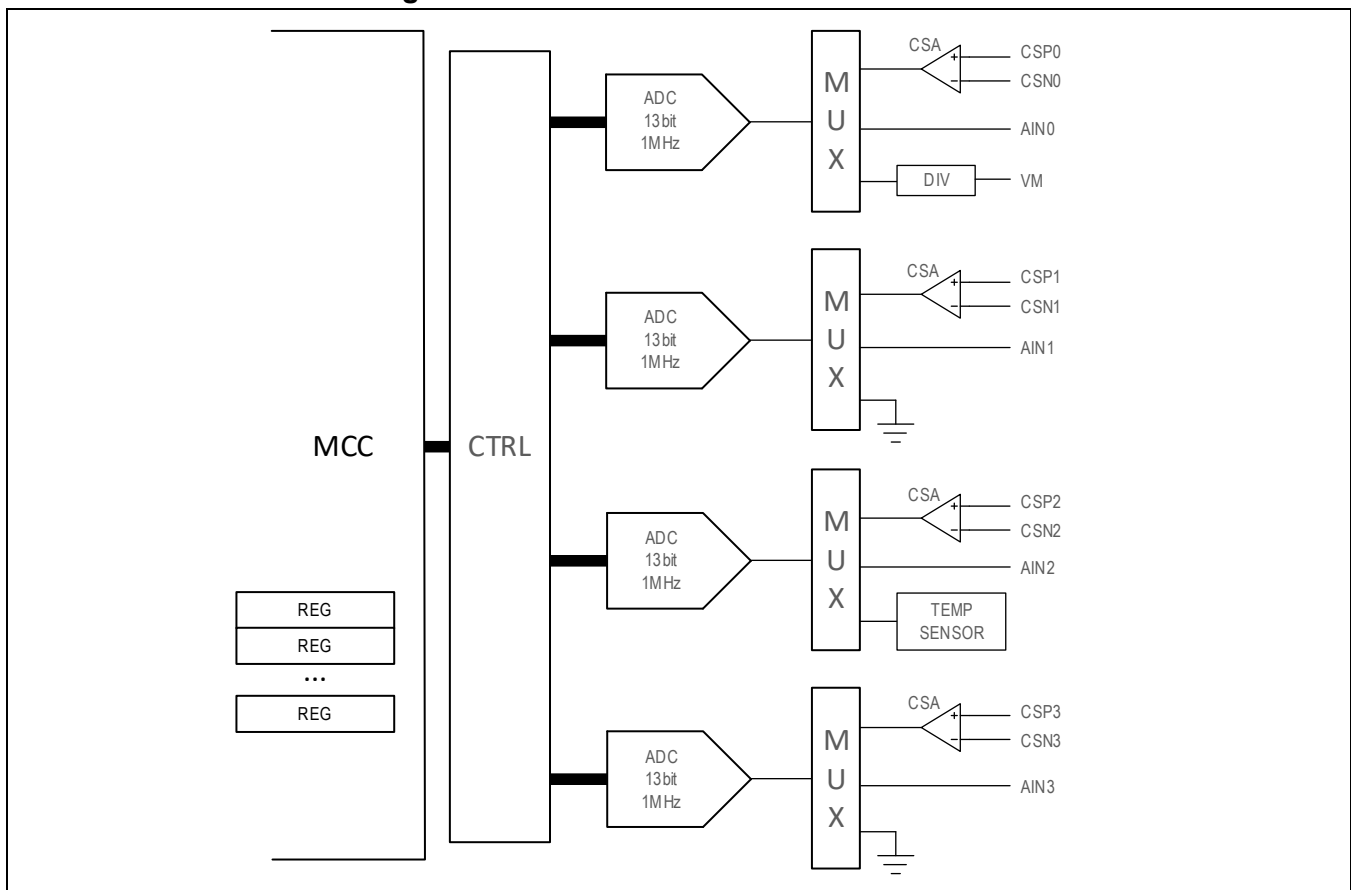 g
CSA
CSP0
CSN0
M
U
X
ADC
13bit
1MHz
AIN0
DIV
VM
CSA
CSP1
CSN1
M
U
X
ADC
13bit
1MHz
AIN1
MCC
CTRL
CSA
CSP2
CSN2
M
U
X
ADC
13bit
1MHz
AIN2
TEMP
SENSOR
REG
REG
...
REG
CSA
CSP3
CSN3
M
U
X
ADC
13bit
1MHz
AIN3